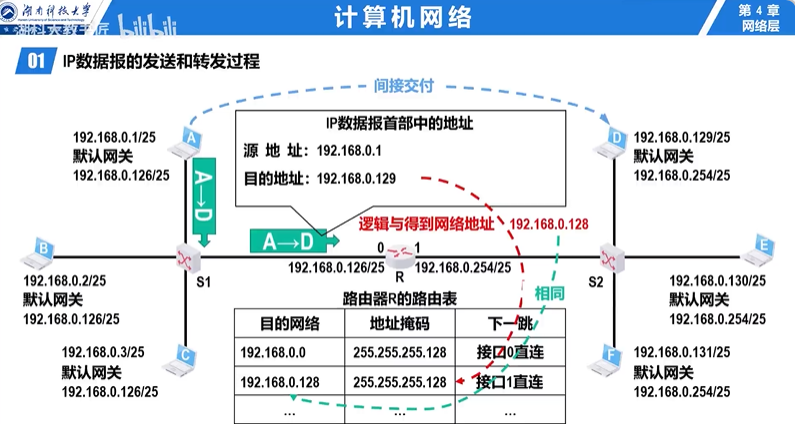 湖南科技大学
湖科大教书匠 bilibili
计算机网络
第 4 章
网络层
01 IP数据报的发送和转发过程
间接交付
A
192.168.0.1/25
默认网关
192.168.0.126/25
IP数据报首部中的地址
源 地 址：192.168.0.1
目的地址：192.168.0.129
D
192.168.0.129/25
默认网关
192.168.0.254/25
A→D
A→D
逻辑与得到网络地址 192.168.0.128
B
192.168.0.2/25
默认网关
192.168.0.126/25
S1
0
1
192.168.0.126/25
R
192.168.0.254/25
S2
E
192.168.0.130/25
默认网关
192.168.0.254/25
相同
路由器R的路由表
目的网络 地址掩码 下一跳
192.168.0.0 255.255.255.128 接口0直连
192.168.0.128 255.255.255.128 接口1直连
... ... ...
C
192.168.0.3/25
默认网关
192.168.0.126/25
F
192.168.0.131/25
默认网关
192.168.0.254/25